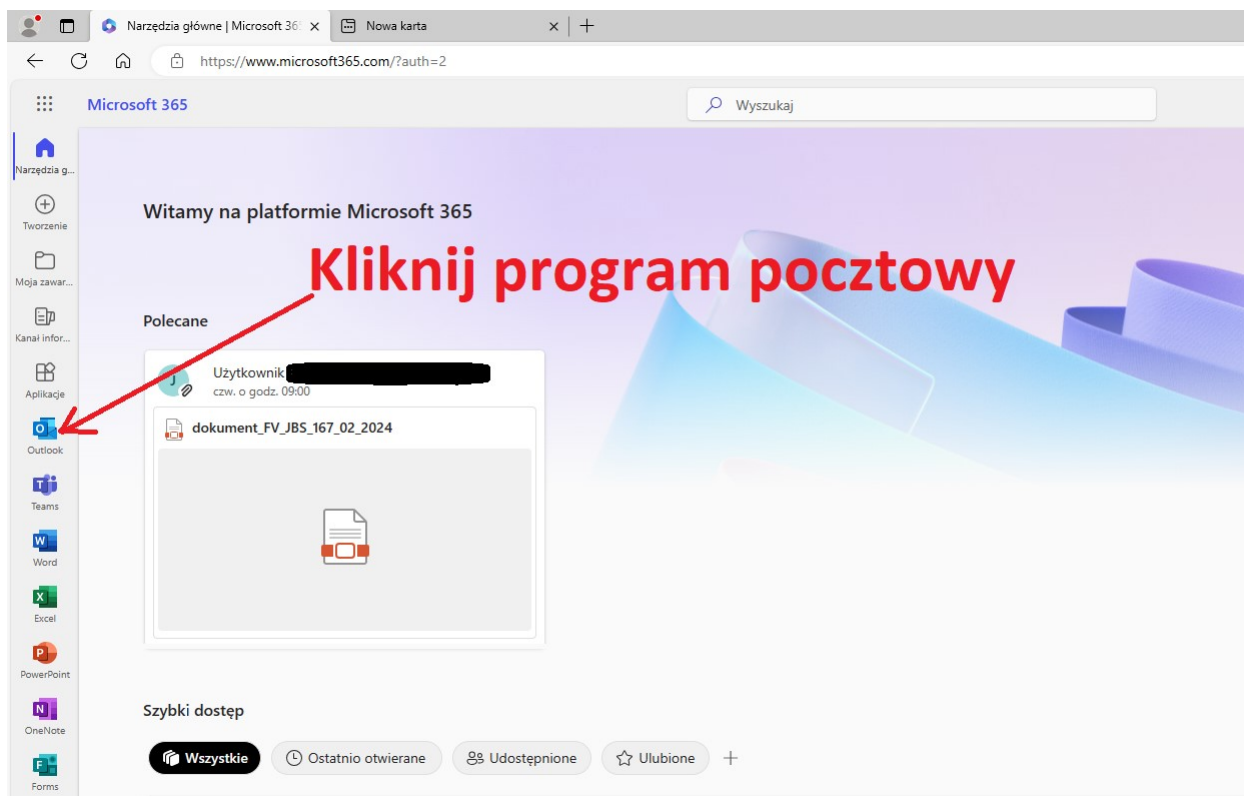 Narzędzia główne | Microsoft 36
Nowa karta
https://www.microsoft365.com/?auth=2
Microsoft 365
Wyszukaj
Narzędzia g...
Tworzenie
Moja zawar...
Kanał infor...
Aplikacje
Outlook
Teams
Word
Excel
PowerPoint
OneNote
Forms
Witamy na platformie Microsoft 365
Kliknij program pocztowy
Polecane
J
Użytkownik
czw. o godz. 09:00
dokument_FV_JBS_167_02_2024
Szybki dostęp
Wszystkie
Ostatnio otwierane
Udostępnione
Ulubione